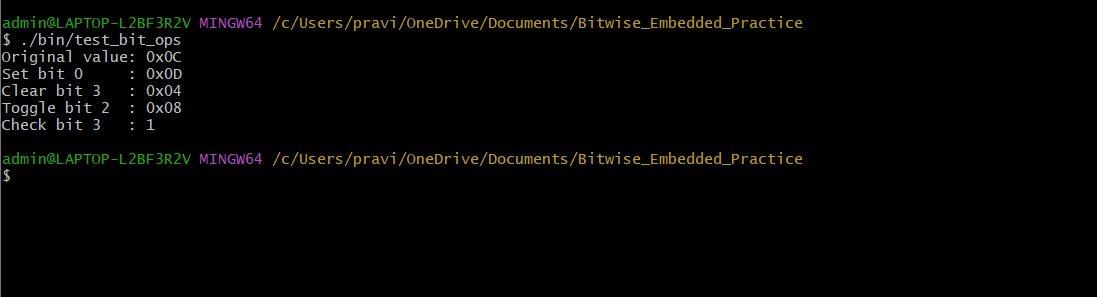 admin@LAPTOP-L2BF3R2V MINGW64 /c/Users/pravi/OneDrive/Documents/Bitwise_Embedded_Practice
$ ./bin/test_bit_ops
Original value: 0x0C
Set bit 0     : 0x0D
Clear bit 3   : 0x04
Toggle bit 2  : 0x08
Check bit 3   : 1
admin@LAPTOP-L2BF3R2V MINGW64 /c/Users/pravi/OneDrive/Documents/Bitwise_Embedded_Practice
$